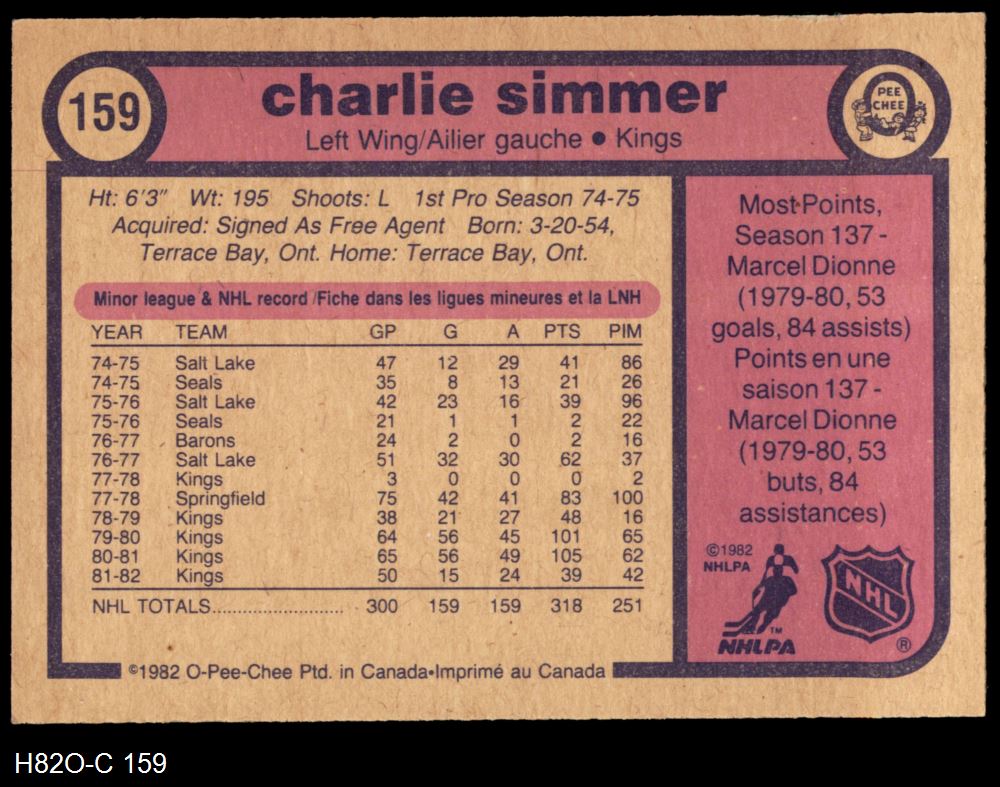 159
charlie simmer
Left Wing/Ailier gauche ● Kings
O
PEE
CHEE
Ht: 6'3" Wt: 195 Shoots: L 1st Pro Season 74-75
Acquired: Signed As Free Agent Born: 3-20-54,
Terrace Bay, Ont. Home: Terrace Bay, Ont.
Minor league & NHL record/Fiche dans les ligues mineures et la LNH
YEAR TEAM GP G A PTS PIM
74-75 Salt Lake 47 12 29 41 86
74-75 Seals 35 8 13 21 26
75-76 Salt Lake 42 23 16 39 96
75-76 Seals 21 1 1 2 22
76-77 Barons 24 2 0 2 16
76-77 Salt Lake 51 32 30 62 37
77-78 Kings 3 0 0 0 2
77-78 Springfield 75 42 41 83 100
78-79 Kings 38 21 27 48 16
79-80 Kings 64 56 45 101 65
80-81 Kings 65 56 49 105 62
81-82 Kings 50 15 24 39 42
NHL TOTALS........................ 300 159 159 318 251
©1982 O-Pee-Chee Ptd. in Canada•Imprimé au Canada
Most Points,
Season 137 -
Marcel Dionne
(1979-80, 53
goals, 84 assists)
Points en une
saison 137 -
Marcel Dionne
(1979-80, 53
buts, 84
assistances)
©1982
NHLPA
TM
NHLPA
NHL
®
H82O-C 159